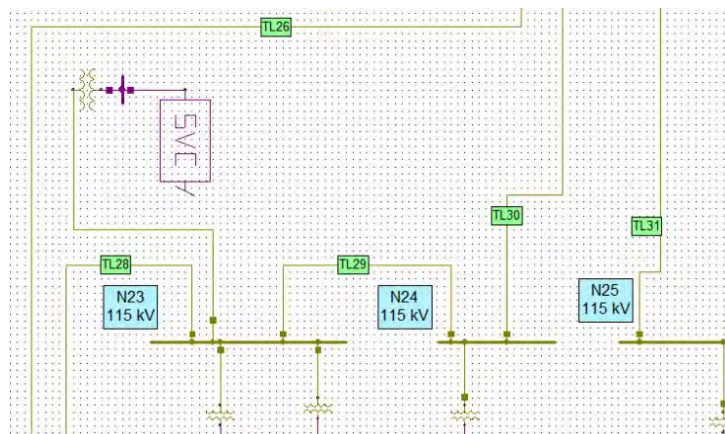 TL26
SVC
TL30
TL31
TL28
TL29
N23
115 kV
N24
115 kV
N25
115 kV